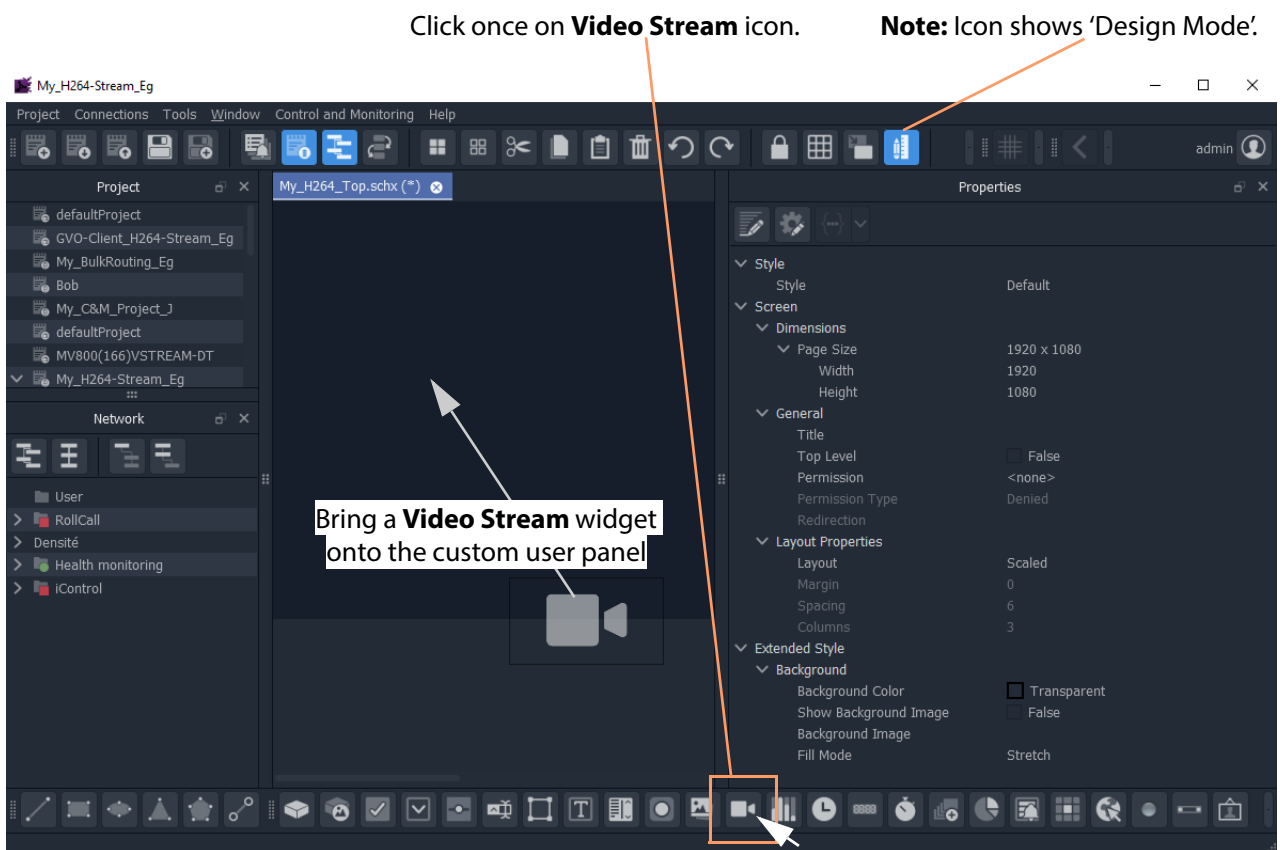 Click once on Video Stream icon.
Note: Icon shows ‘Design Mode’.
My_H264-Stream_Eg
Project Connections Tools Window Control and Monitoring Help
admin
Project
My_H264_Top.schx (*)
Properties
defaultProject
GVO-Client_H264-Stream_Eg
My_BulkRouting_Eg
Bob
My_C&M_Project_J
defaultProject
MV800(166)VSTREAM-DT
My_H264-Stream_Eg
Network
User
RollCall
Densité
Health monitoring
iControl
Bring a Video Stream widget
onto the custom user panel
Style
Style Default
Screen
Dimensions
Page Size 1920 x 1080
Width 1920
Height 1080
General
Title
Top Level False
Permission <none>
Permission Type Denied
Redirection
Layout Properties
Layout Scaled
Margin 0
Spacing 6
Columns 3
Extended Style
Background
Background Color Transparent
Show Background Image False
Background Image
Fill Mode Stretch